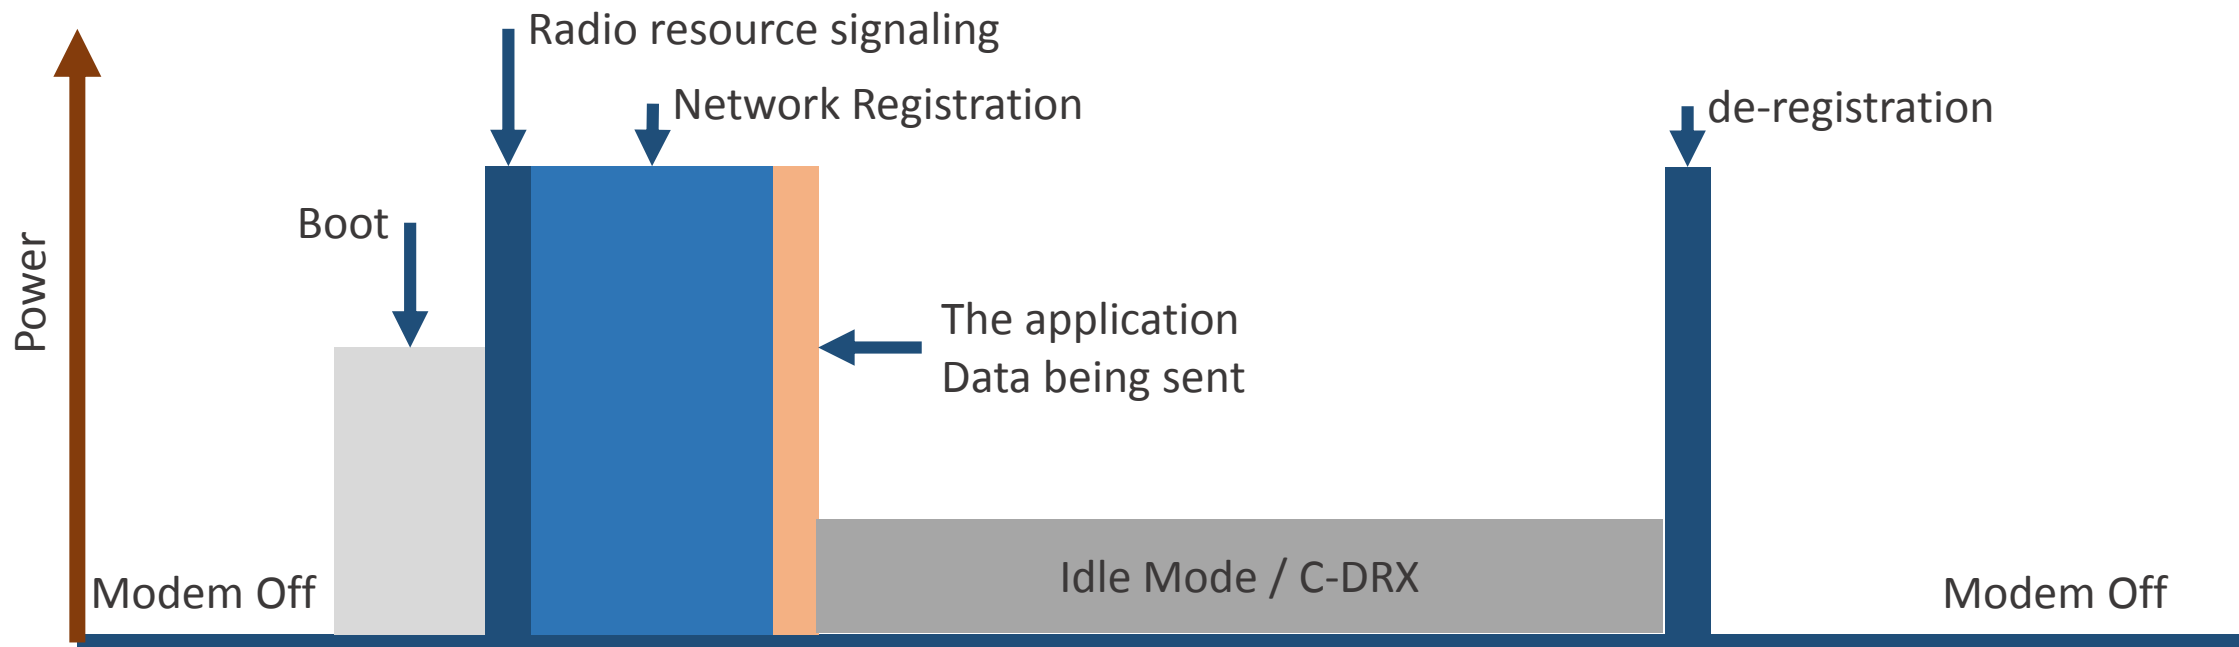 Radio resource signaling
Network Registration
de-registration
Boot
Power
The application
Data being sent
Idle Mode / C-DRX
Modem Off
Modem Off